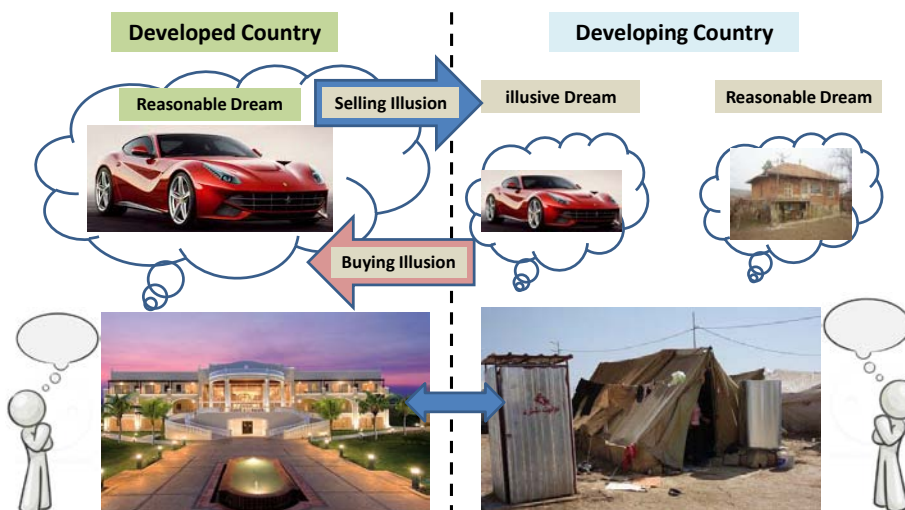 Developed Country
Developing Country
Reasonable Dream
Selling Illusion
illusive Dream
Reasonable Dream
Buying Illusion